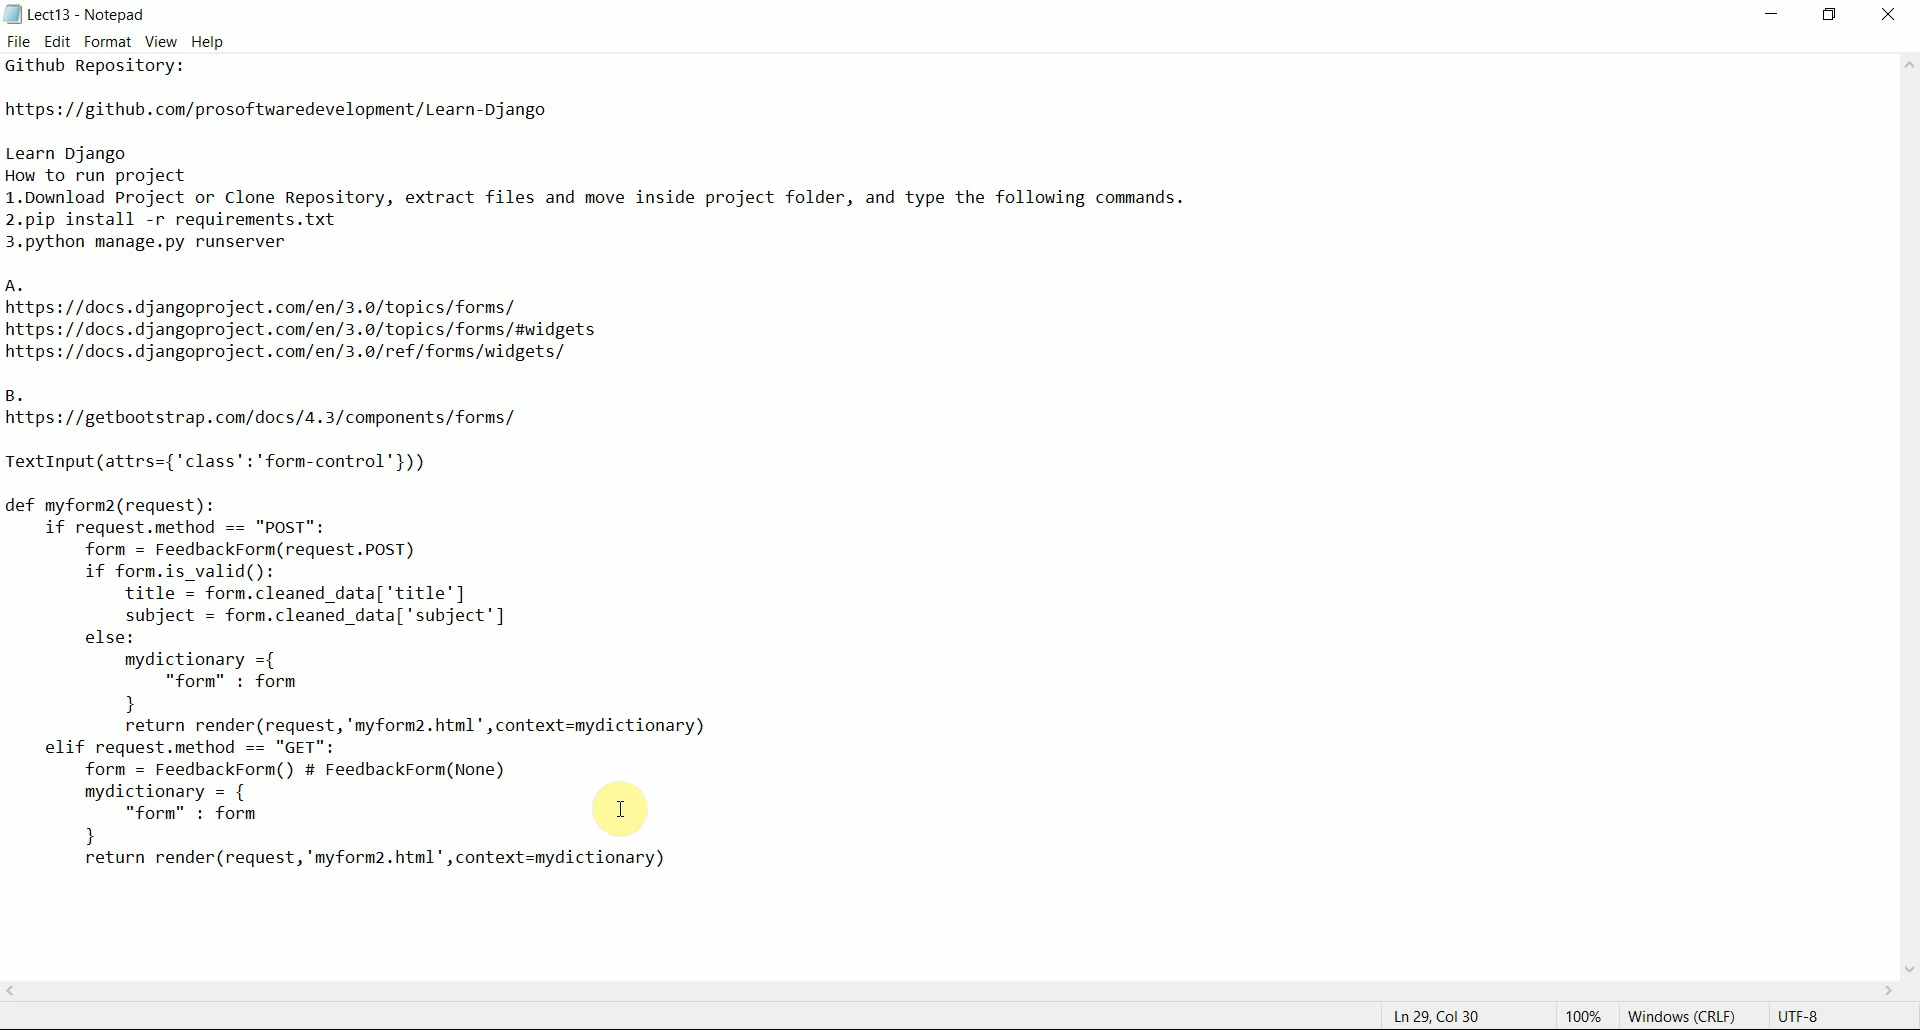 Lect13 - Notepad
File Edit Format View Help
Github Repository:
https://github.com/prosoftwaredevelopment/Learn-Django
Learn Django
How to run project
1.Download Project or Clone Repository, extract files and move inside project folder, and type the following commands.
2.pip install -r requirements.txt
3.python manage.py runserver
A.
https://docs.djangoproject.com/en/3.0/topics/forms/
https://docs.djangoproject.com/en/3.0/topics/forms/#widgets
https://docs.djangoproject.com/en/3.0/ref/forms/widgets/
B.
https://getbootstrap.com/docs/4.3/components/forms/
TextInput(attrs={'class':'form-control'}))
def myform2(request):
    if request.method == "POST":
        form = FeedbackForm(request.POST)
        if form.is_valid():
            title = form.cleaned_data['title']
            subject = form.cleaned_data['subject']
        else:
            mydictionary ={
                "form" : form
            }
            return render(request,'myform2.html',context=mydictionary)
    elif request.method == "GET":
        form = FeedbackForm() # FeedbackForm(None)
        mydictionary = {
            "form" : form
        }
        return render(request,'myform2.html',context=mydictionary)
Ln 29, Col 30 100% Windows (CRLF) UTF-8